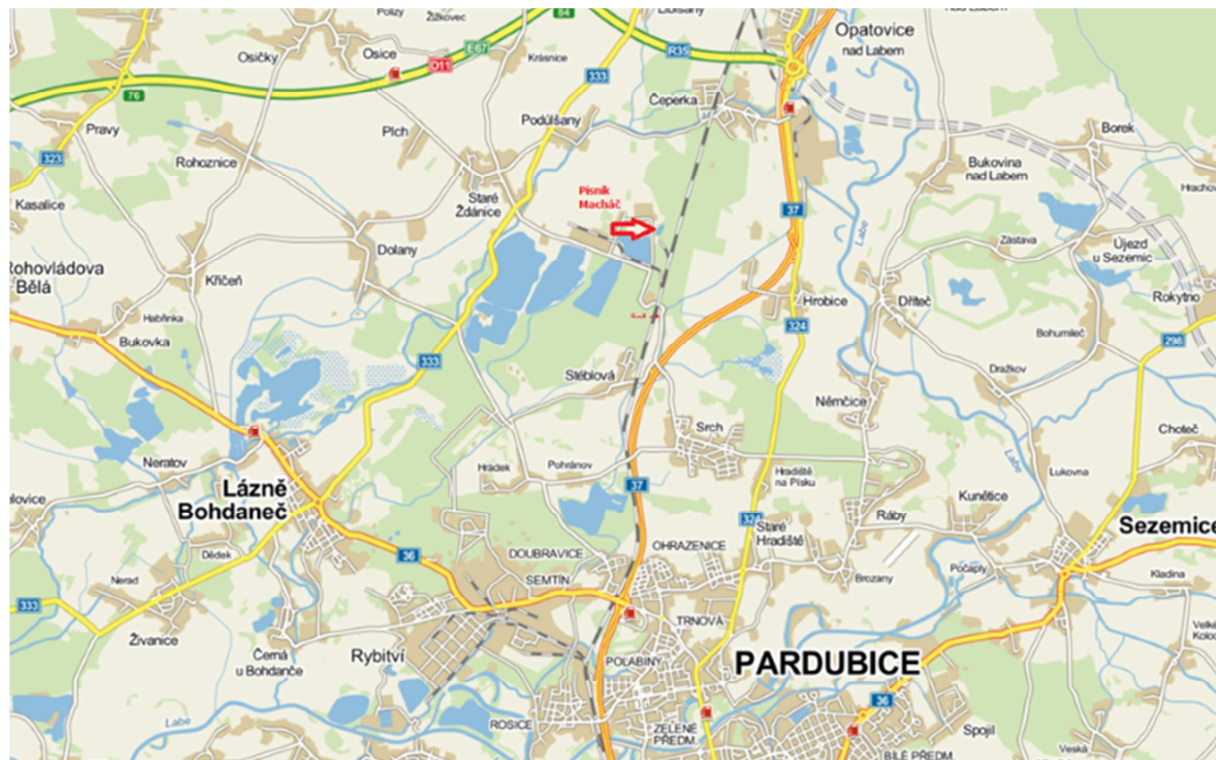 Polizy
Žižkovec
84
Libišany
Opatovice
nad Labem
nad Labem
Osičky
Osice
E67
D11
Krásnice
R35
333
76
Čeperka
Pravy
Plch
Podůlšany
Borek
323
Rohoznice
Bukovina
nad Labem
Kasalice
Staré
Ždánice
Písník
Macháč
37
Labe
Zástava
Újezd
u Sezemic
Rohovládova
Bělá
Křičeň
Dolany
Hrobice
Dříteč
Rokytno
Habřinka
324
Bohumileč
Bukovka
333
298
Stéblová
Dražkov
Němčice
Srch
Choteč
Neratov
Hrádek
Pohránov
Hradiště
na Písku
Labe
Lukovna
Lázně
Bohdaneč
37
Kunětice
324
Staré
Hradiště
Ráby
Sezemice
Dědek
36
DOUBRAVICE
OHRAZENICE
Nerad
SEMTÍN
Brozany
Počaply
Kladina
333
Živanice
TRNOVÁ
Černá
u Bohdanče
Rybitví
POLABINY
PARDUBICE
36
Labe
ROSICE
ZELENÉ
PŘEDM.
Spojil
Veská
BÍLÉ PŘEDM.